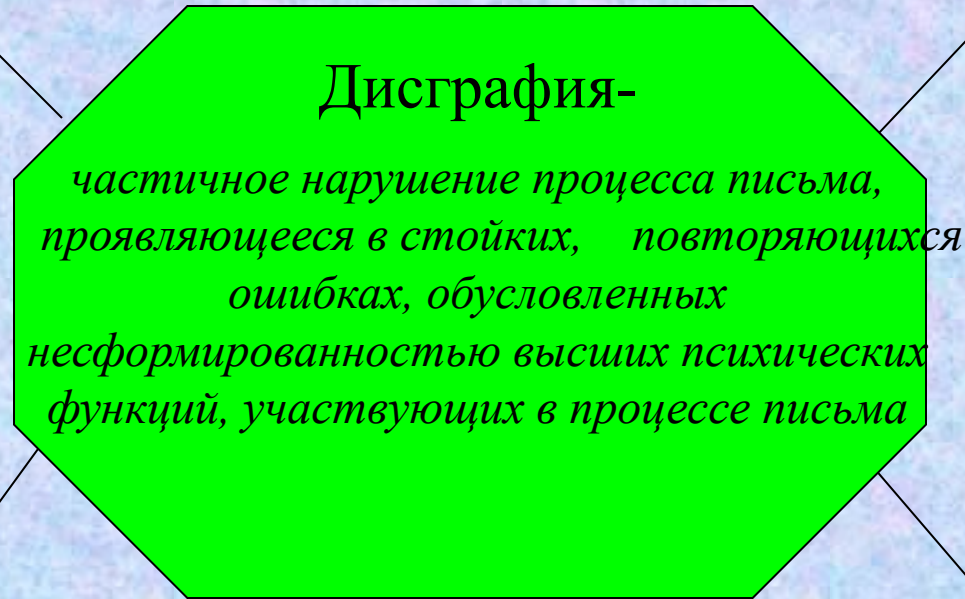 Дисграфия-
частичное нарушение процесса письма,
проявляющееся в стойких, повторяющихся
ошибках, обусловленных
несформированностью высших психических
функций, участвующих в процессе письма